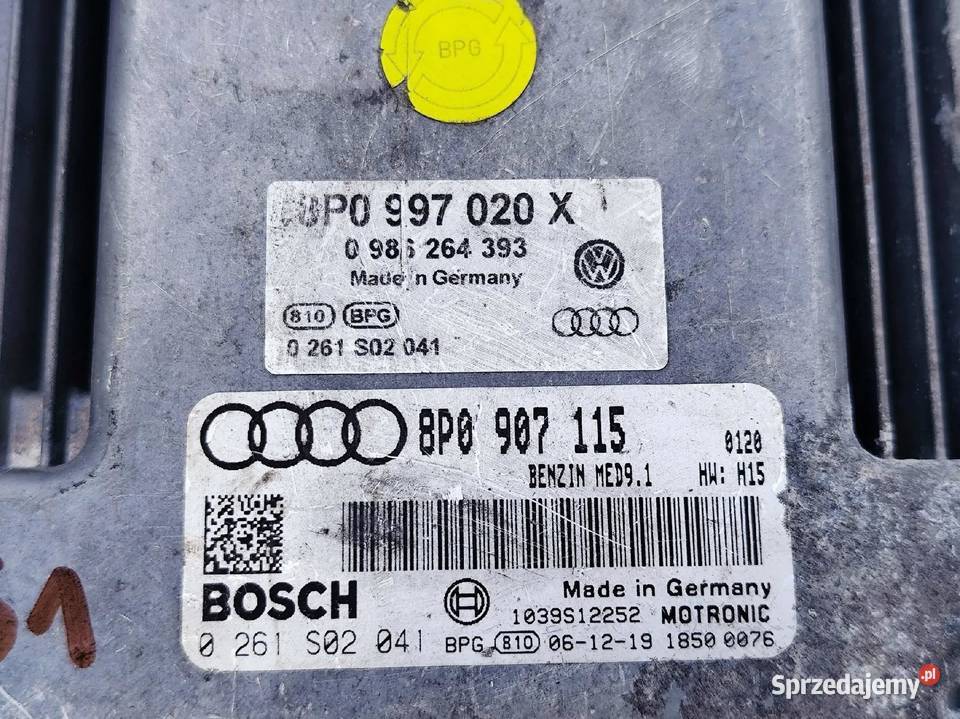 BPG
8P0 997 020 X
0 986 264 393
Made in Germany
810 BPG
0 261 S02 041
8P0 907 115
0120
BENZIN MED9.1 HW: H15
BOSCH
Made in Germany
1039S12252 MOTRONIC
0 261 S02 041 BPG 810 06-12-19 1850 0076
Sprzedajemy.pl